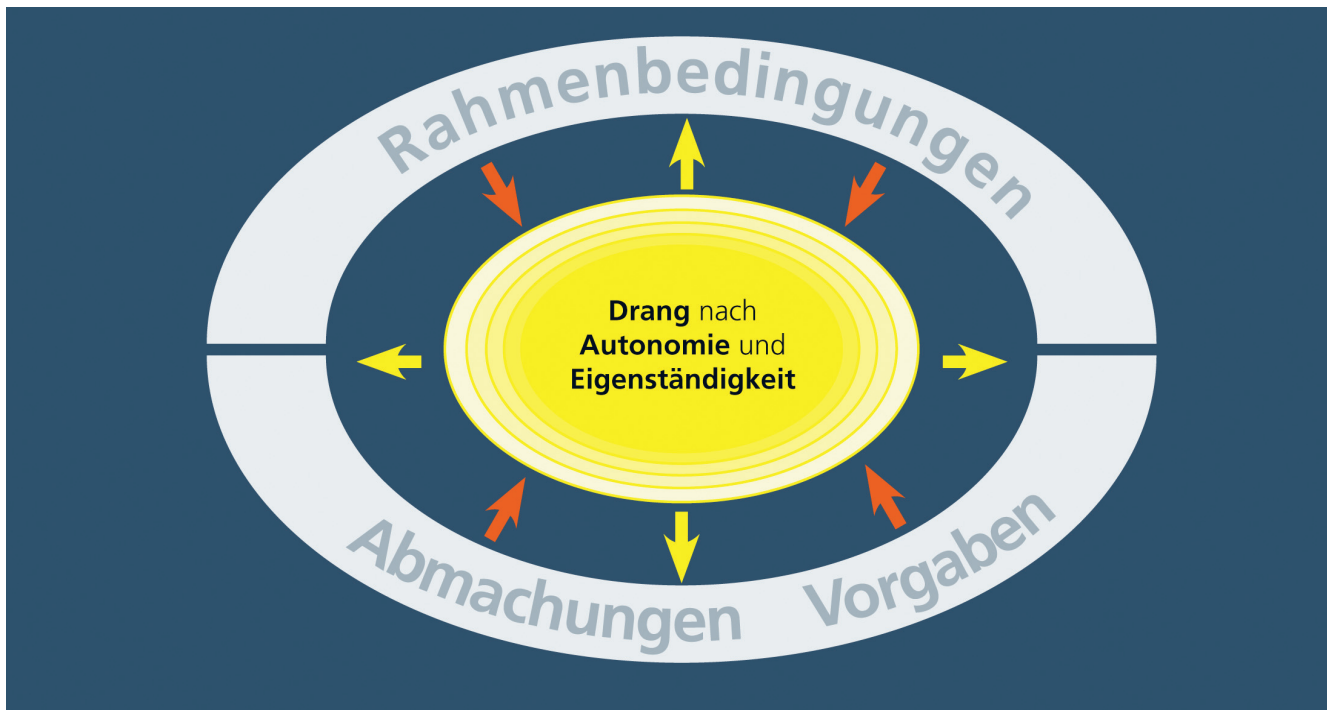 Rahmenbedingungen
Drang nach
Autonomie und
Eigenständigkeit
Abmachungen
Vorgaben